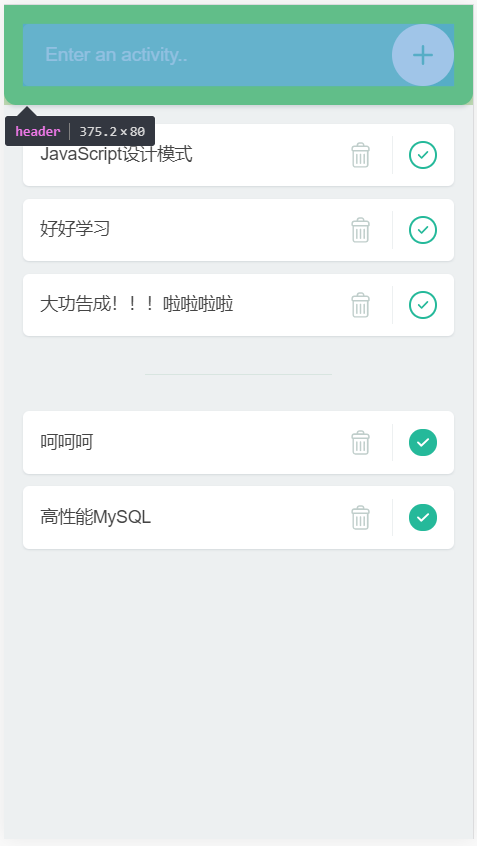 Enter an activity..
header 375.2 × 80
JavaScript设计模式
好好学习
大功告成！！！啦啦啦啦
呵呵呵
高性能MySQL